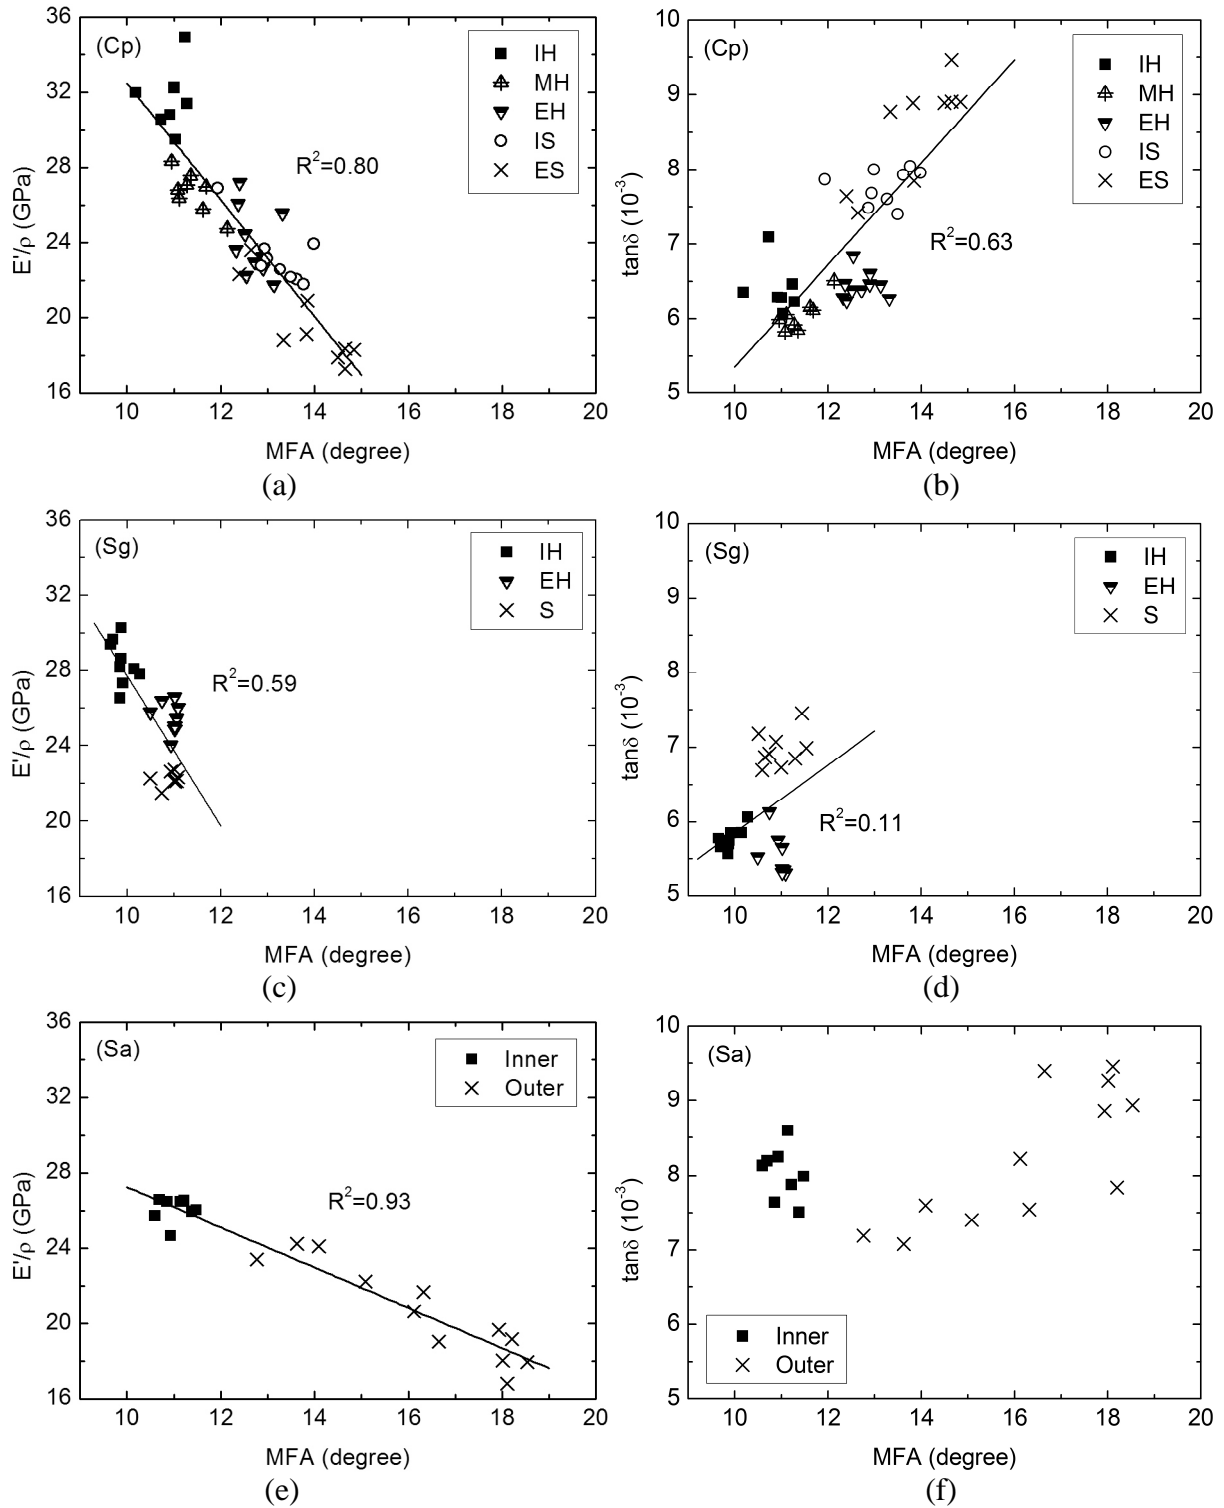 36
32
28
24
20
16
E'/ρ (GPa)
(Cp)
IH
MH
EH
IS
ES
R²=0.80
10 12 14 16 18 20
MFA (degree)
(a)
10
9
8
7
6
5
tanδ (10⁻³)
(Cp)
IH
MH
EH
IS
ES
R²=0.63
10 12 14 16 18 20
MFA (degree)
(b)
36
32
28
24
20
16
E'/ρ (GPa)
(Sg)
IH
EH
S
R²=0.59
10 12 14 16 18 20
MFA (degree)
(c)
10
9
8
7
6
5
tanδ (10⁻³)
(Sg)
IH
EH
S
R²=0.11
10 12 14 16 18 20
MFA (degree)
(d)
36
32
28
24
20
16
E'/ρ (GPa)
(Sa)
Inner
Outer
R²=0.93
10 12 14 16 18 20
MFA (degree)
(e)
10
9
8
7
6
5
tanδ (10⁻³)
(Sa)
Inner
Outer
10 12 14 16 18 20
MFA (degree)
(f)